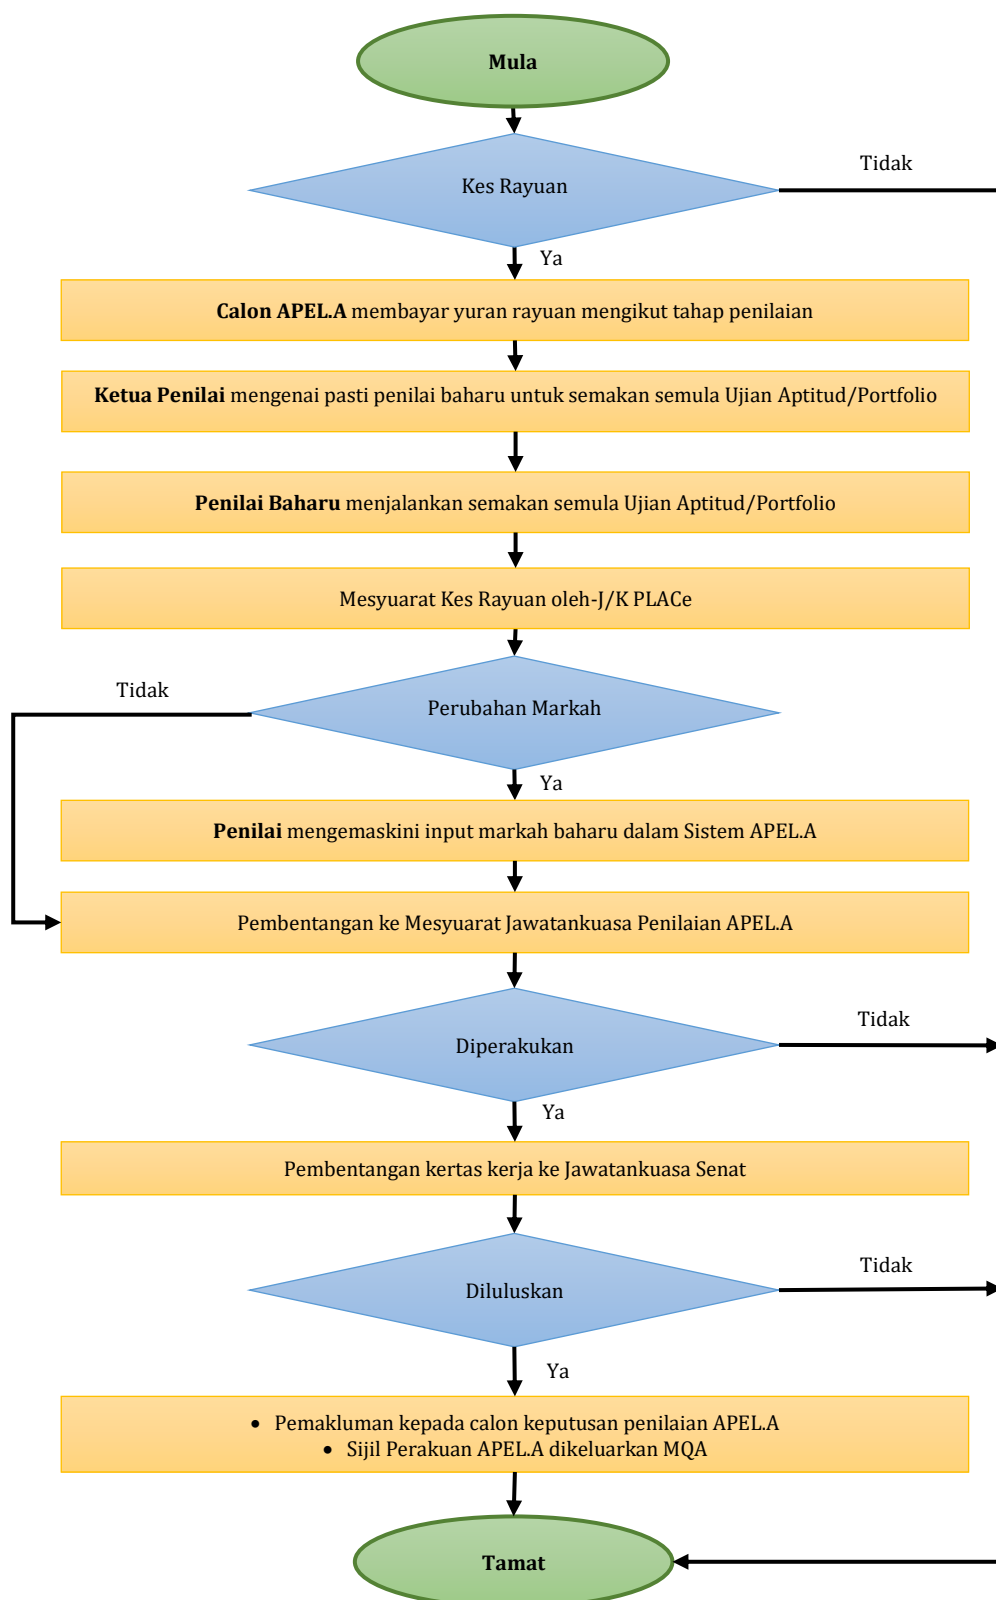 Mula
Kes Rayuan
Tidak
Ya
Calon APEL.A membayar yuran rayuan mengikut tahap penilaian
Ketua Penilai mengenai pasti penilai baharu untuk semakan semula Ujian Aptitud/Portfolio
Penilai Baharu menjalankan semakan semula Ujian Aptitud/Portfolio
Mesyuarat Kes Rayuan oleh-J/K PLACe
Tidak
Perubahan Markah
Ya
Penilai mengemaskini input markah baharu dalam Sistem APEL.A
Pembentangan ke Mesyuarat Jawatankuasa Penilaian APEL.A
Diperakukan
Tidak
Ya
Pembentangan kertas kerja ke Jawatankuasa Senat
Diluluskan
Tidak
Ya
• Pemakluman kepada calon keputusan penilaian APEL.A
• Sijil Perakuan APEL.A dikeluarkan MQA
Tamat